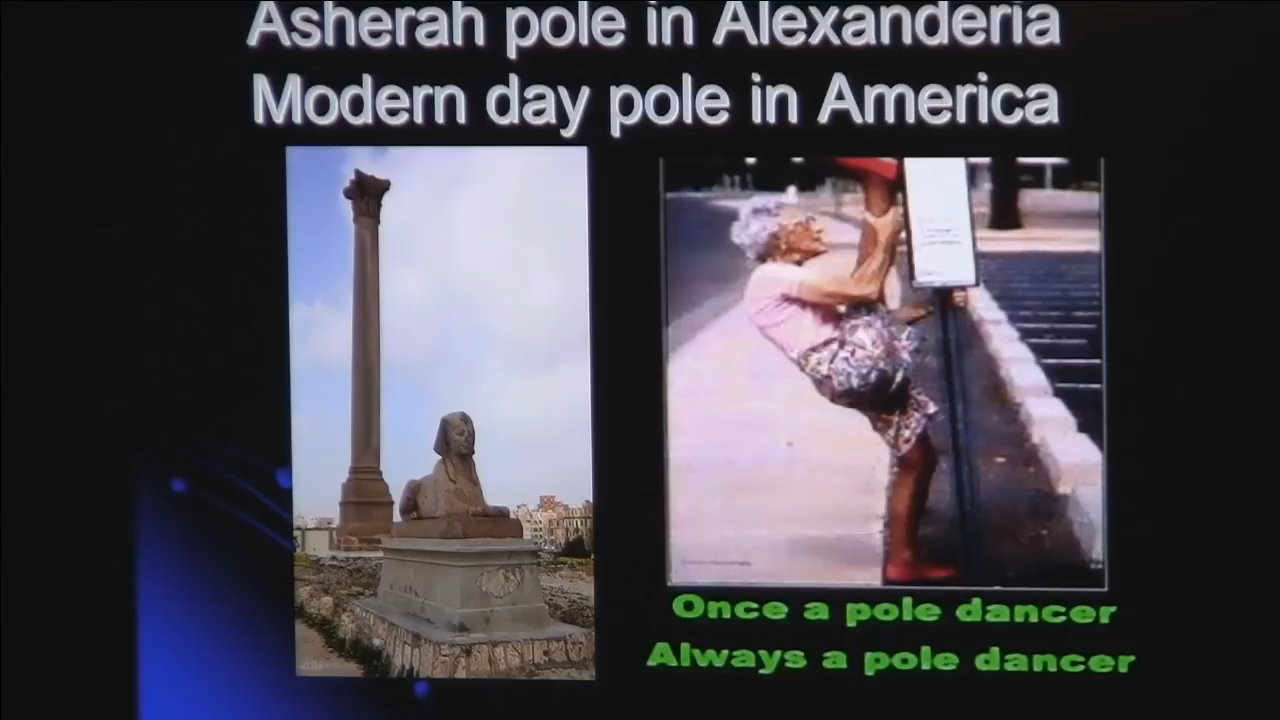 Asherah pole in Alexanderia
Modern day pole in America
Once a pole dancer
Always a pole dancer